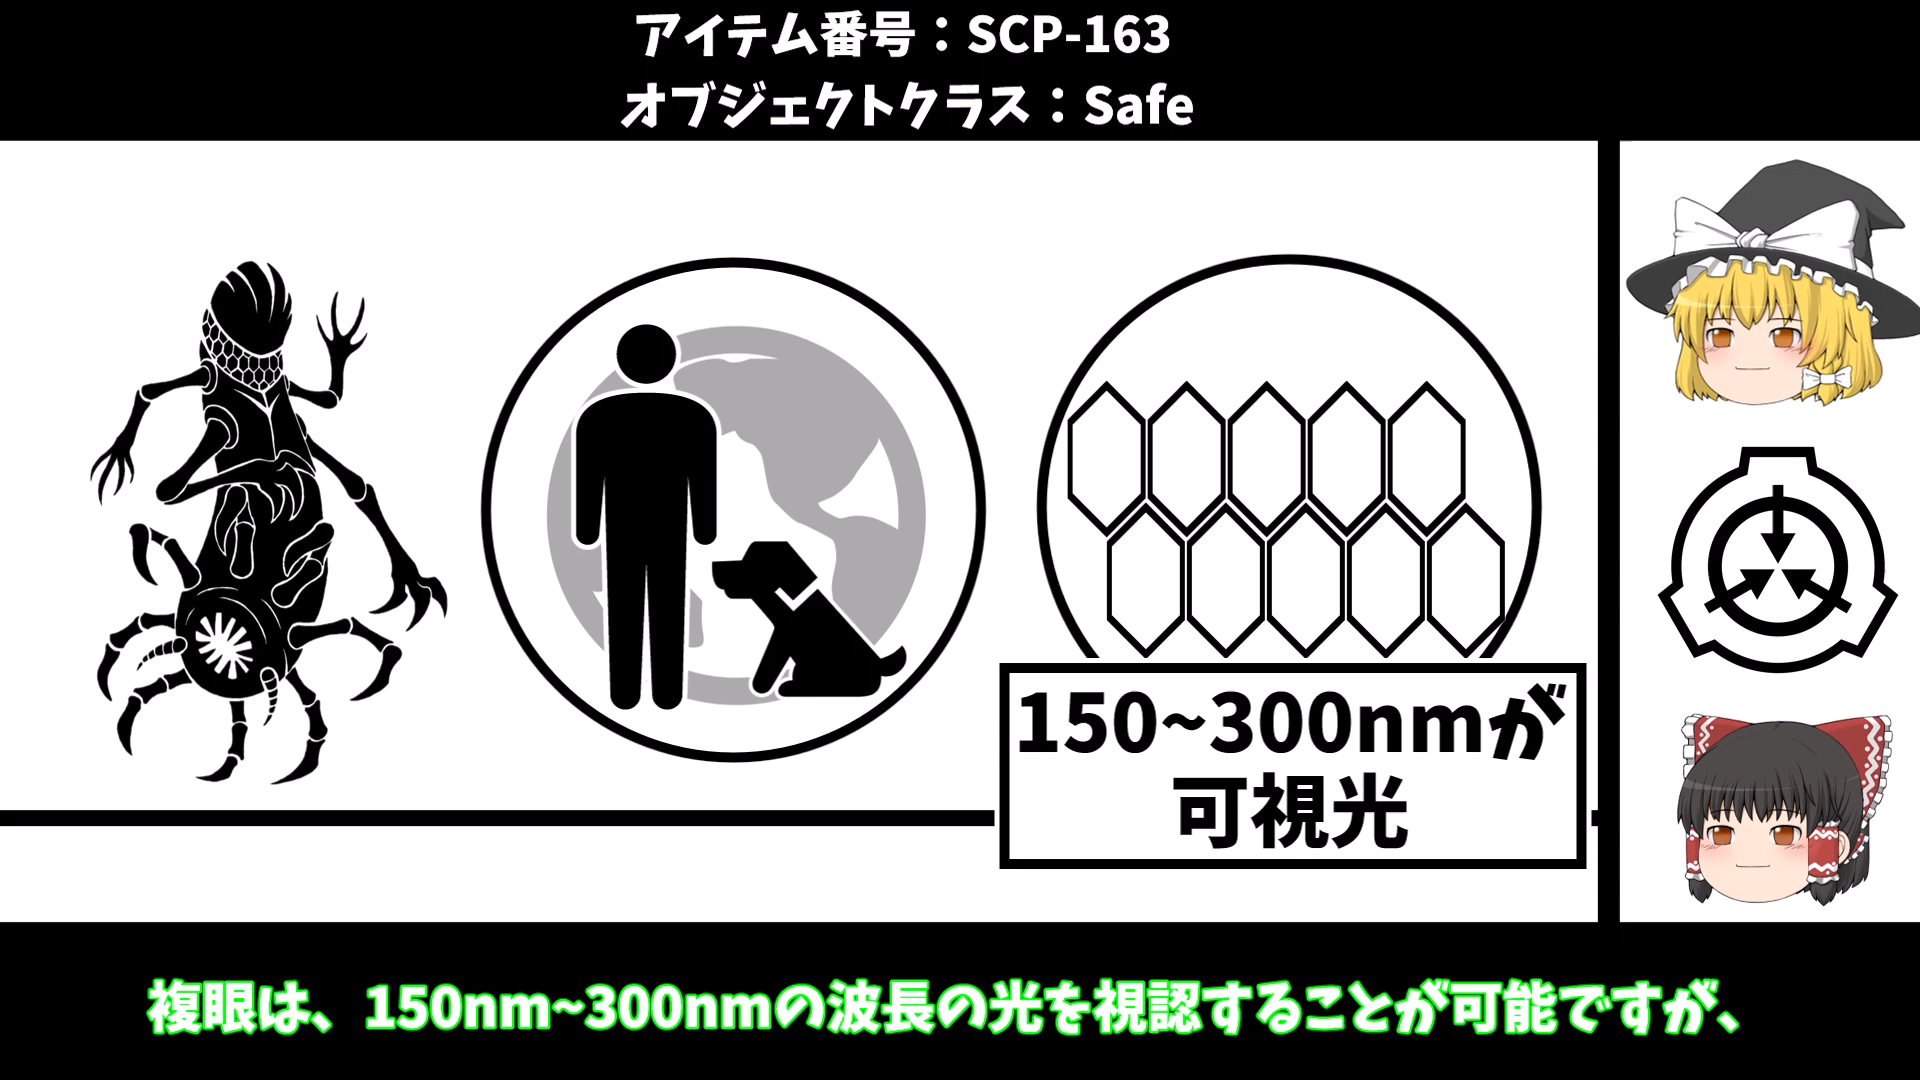 アイテム番号：SCP-163
オブジェクトクラス：Safe
150~300nmが
可視光
複眼は、150nm~300nmの波長の光を視認することが可能ですが、